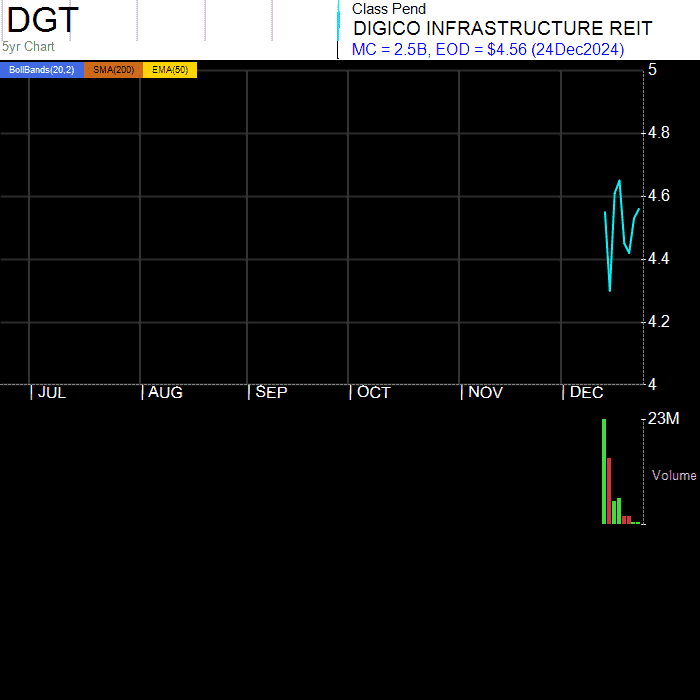 DGT
5yr Chart
Class Pend
DIGICO INFRASTRUCTURE REIT
MC = 2.5B, EOD = $4.56 (24Dec2024)
BollBands(20,2) SMA(200) EMA(50)
5
4.8
4.6
4.4
4.2
4
| JUL | AUG | SEP | OCT | NOV | DEC
23M
Volume